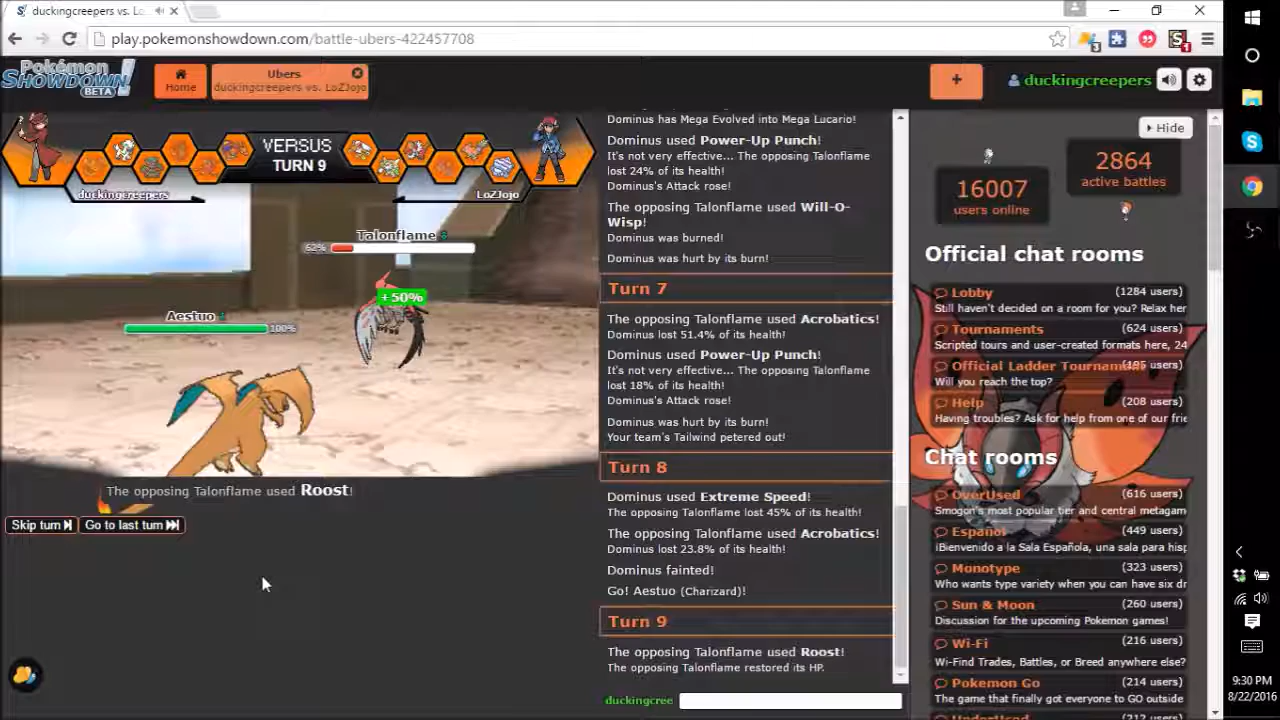 duckingcreepers vs. Lo
play.pokemonshowdown.com/battle-ubers-422457708
3
1
POKéMON
SHOWDOWN!
BETA
Home
Ubers
duckingcreepers vs. LoZJojo
+
duckingcreepers
VERSUS
TURN 9
duckingcreepers
LoZJojo
Talonflame
62%
+50%
Aestuo
100%
The opposing Talonflame used Roost!
Skip turn
Go to last turn
Dominus has Mega Evolved into Mega Lucario!
Dominus used Power-Up Punch!
It's not very effective... The opposing Talonflame
lost 24% of its health!
Dominus's Attack rose!
The opposing Talonflame used Will-O-
Wisp!
Dominus was burned!
Dominus was hurt by its burn!
Turn 7
The opposing Talonflame used Acrobatics!
Dominus lost 51.4% of its health!
Dominus used Power-Up Punch!
It's not very effective... The opposing Talonflame
lost 18% of its health!
Dominus's Attack rose!
Dominus was hurt by its burn!
Your team's Tailwind petered out!
Turn 8
Dominus used Extreme Speed!
The opposing Talonflame lost 45% of its health!
The opposing Talonflame used Acrobatics!
Dominus lost 23.8% of its health!
Dominus fainted!
Go! Aestuo (Charizard)!
Turn 9
The opposing Talonflame used Roost!
The opposing Talonflame restored its HP.
duckingcree
Hide
16007
users online
2864
active battles
Official chat rooms
Lobby (1284 users)
Still haven't decided on a room for you? Relax her
Tournaments (624 users)
Scripted tours and user-created formats here, 24
Official Ladder Tournament users)
Will you reach the top?
Help (208 users)
Having troubles? Ask for help from one of our frie
Chat rooms
OverUsed (616 users)
Smogon's most popular tier and central metagam
Español (449 users)
¡Bienvenido a la Sala Española, una sala para hisp
Monotype (323 users)
Who wants type variety when you can have six dr
Sun & Moon (260 users)
Discussion for the upcoming Pokemon games!
Wi-Fi (216 users)
Wi-Find Trades, Battles, or Breed anywhere else?
Pokemon Go (214 users)
The game that finally got everyone to GO outside
UnderUsed (212 users)
9:30 PM
8/22/2016